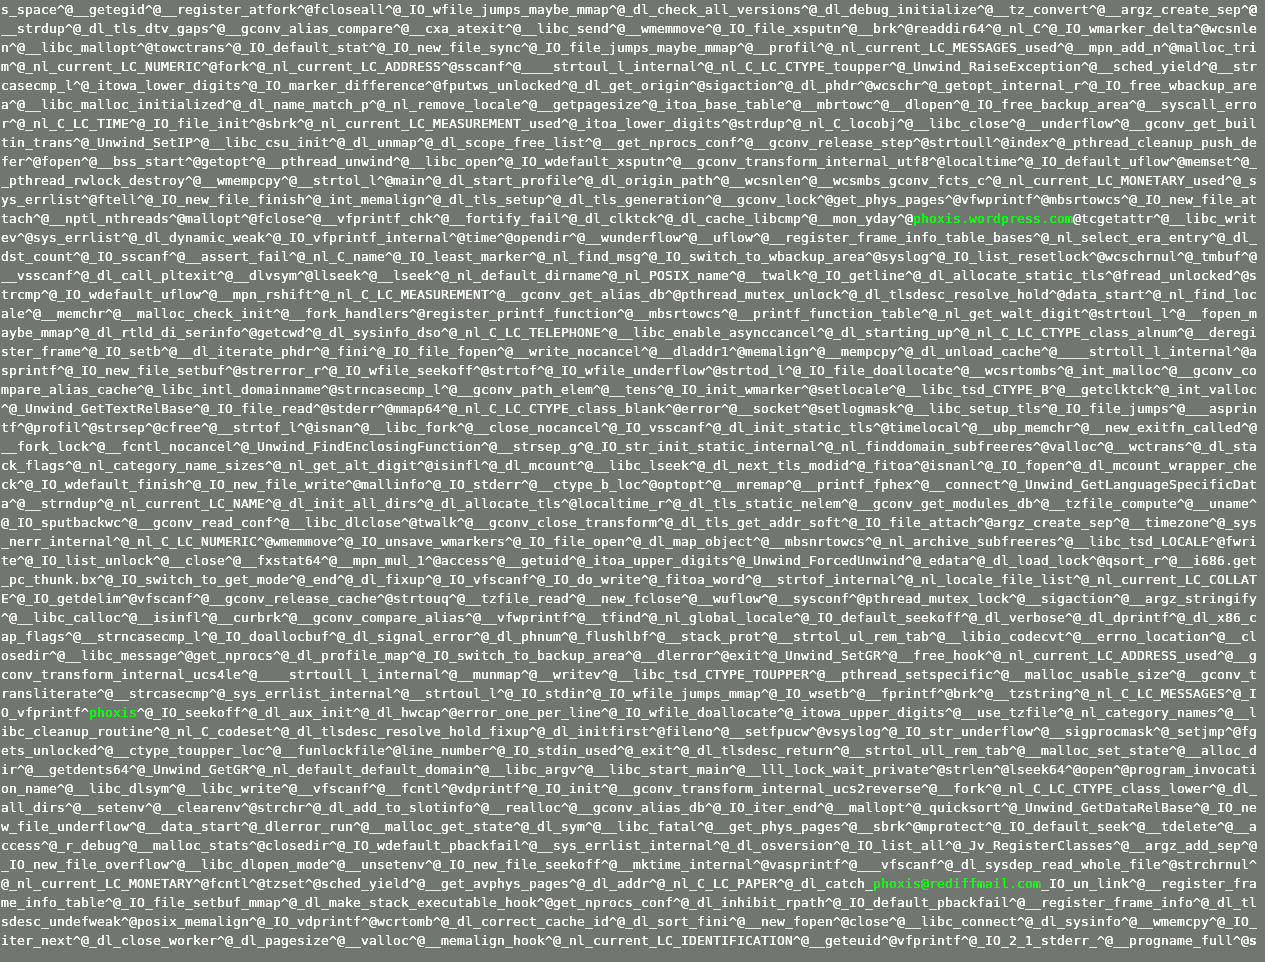 s_space^@__getegid^@__register_atfork^@fcloseall^@_IO_wfile_jumps_maybe_mmap^@_dl_check_all_versions^@_dl_debug_initialize^@__tz_convert^@__argz_create_sep^@
__strdup^@_dl_tls_dtv_gaps^@__gconv_alias_compare^@__cxa_atexit^@__libc_send^@__wmemmove^@_IO_file_xsputn^@__brk^@readdir64^@_nl_C^@_IO_wmarker_delta^@wcsnle
n^@__libc_mallopt^@towctrans^@_IO_default_stat^@_IO_new_file_sync^@_IO_file_jumps_maybe_mmap^@__profil^@_nl_current_LC_MESSAGES_used^@__mpn_add_n^@malloc_tri
m^@_nl_current_LC_NUMERIC^@fork^@_nl_current_LC_ADDRESS^@sscanf^@____strtoul_l_internal^@_nl_C_LC_CTYPE_toupper^@_Unwind_RaiseException^@__sched_yield^@__str
casecmp_l^@_itowa_lower_digits^@_IO_marker_difference^@fputws_unlocked^@_dl_get_origin^@sigaction^@_dl_phdr^@wcschr^@_getopt_internal_r^@_IO_free_wbackup_are
a^@__libc_malloc_initialized^@_dl_name_match_p^@_nl_remove_locale^@__getpagesize^@_itoa_base_table^@__mbrtowc^@__dlopen^@_IO_free_backup_area^@__syscall_erro
r^@_nl_C_LC_TIME^@_IO_file_init^@sbrk^@_nl_current_LC_MEASUREMENT_used^@_itoa_lower_digits^@strdup^@_nl_C_locobj^@__libc_close^@__underflow^@__gconv_get_buil
tin_trans^@_Unwind_SetIP^@__libc_csu_init^@_dl_unmap^@_dl_scope_free_list^@__get_nprocs_conf^@__gconv_release_step^@strtoull^@index^@_pthread_cleanup_push_de
fer^@fopen^@__bss_start^@getopt^@__pthread_unwind^@__libc_open^@_IO_wdefault_xsputn^@__gconv_transform_internal_utf8^@localtime^@_IO_default_uflow^@memset^@_
_pthread_rwlock_destroy^@__wmempcpy^@__strtol_l^@main^@_dl_start_profile^@_dl_origin_path^@__wcsnlen^@__wcsmbs_gconv_fcts_c^@_nl_current_LC_MONETARY_used^@_s
ys_errlist^@ftell^@_IO_new_file_finish^@_int_memalign^@_dl_tls_setup^@_dl_tls_generation^@__gconv_lock^@get_phys_pages^@vfwprintf^@mbsrtowcs^@_IO_new_file_at
tach^@__nptl_nthreads^@mallopt^@fclose^@__vfprintf_chk^@__fortify_fail^@_dl_clktck^@_dl_cache_libcmp^@__mon_yday^@phoxis.wordpress.com@tcgetattr^@__libc_writ
ev^@sys_errlist^@_dl_dynamic_weak^@_IO_vfprintf_internal^@time^@opendir^@__wunderflow^@__uflow^@__register_frame_info_table_bases^@_nl_select_era_entry^@_dl_
dst_count^@_IO_sscanf^@__assert_fail^@_nl_C_name^@_IO_least_marker^@_nl_find_msg^@_IO_switch_to_wbackup_area^@syslog^@_IO_list_resetlock^@wcschrnul^@_tmbuf^@
__vsscanf^@_dl_call_pltexit^@__dlvsym^@llseek^@__lseek^@_nl_default_dirname^@_nl_POSIX_name^@__twalk^@_IO_getline^@_dl_allocate_static_tls^@fread_unlocked^@s
trcmp^@_IO_wdefault_uflow^@__mpn_rshift^@_nl_C_LC_MEASUREMENT^@__gconv_get_alias_db^@pthread_mutex_unlock^@_dl_tlsdesc_resolve_hold^@data_start^@_nl_find_loc
ale^@__memchr^@__malloc_check_init^@__fork_handlers^@register_printf_function^@__mbsrtowcs^@__printf_function_table^@_nl_get_walt_digit^@strtoul_l^@__fopen_m
aybe_mmap^@_dl_rtld_di_serinfo^@getcwd^@_dl_sysinfo_dso^@_nl_C_LC_TELEPHONE^@__libc_enable_asynccancel^@_dl_starting_up^@_nl_C_LC_CTYPE_class_alnum^@__deregi
ster_frame^@_IO_setb^@__dl_iterate_phdr^@_fini^@_IO_file_fopen^@__write_nocancel^@__dladdr1^@memalign^@__mempcpy^@_dl_unload_cache^@____strtoll_l_internal^@a
sprintf^@_IO_new_file_setbuf^@strerror_r^@_IO_wfile_seekoff^@strtof^@_IO_wfile_underflow^@strtod_l^@_IO_file_doallocate^@__wcsrtombs^@_int_malloc^@__gconv_co
mpare_alias_cache^@_libc_intl_domainname^@strncasecmp_l^@__gconv_path_elem^@__tens^@_IO_init_wmarker^@setlocale^@__libc_tsd_CTYPE_B^@__getclktck^@_int_valloc
^@_Unwind_GetTextRelBase^@_IO_file_read^@stderr^@mmap64^@_nl_C_LC_CTYPE_class_blank^@error^@__socket^@setlogmask^@__libc_setup_tls^@_IO_file_jumps^@___asprin
tf^@profil^@strsep^@cfree^@__strtof_l^@isnan^@__libc_fork^@__close_nocancel^@_IO_vsscanf^@_dl_init_static_tls^@timelocal^@__ubp_memchr^@__new_exitfn_called^@
__fork_lock^@__fcntl_nocancel^@_Unwind_FindEnclosingFunction^@__strsep_g^@_IO_str_init_static_internal^@_nl_finddomain_subfreeres^@valloc^@__wctrans^@_dl_sta
ck_flags^@_nl_category_name_sizes^@_nl_get_alt_digit^@isinfl^@_dl_mcount^@__libc_lseek^@_dl_next_tls_modid^@_fitoa^@isnanl^@_IO_fopen^@_dl_mcount_wrapper_che
ck^@_IO_wdefault_finish^@_IO_new_file_write^@mallinfo^@_IO_stderr^@__ctype_b_loc^@optopt^@__mremap^@__printf_fphex^@__connect^@_Unwind_GetLanguageSpecificDat
a^@__strndup^@_nl_current_LC_NAME^@_dl_init_all_dirs^@_dl_allocate_tls^@localtime_r^@_dl_tls_static_nelem^@__gconv_get_modules_db^@__tzfile_compute^@__uname^
@_IO_sputbackwc^@__gconv_read_conf^@__libc_dlclose^@twalk^@__gconv_close_transform^@_dl_tls_get_addr_soft^@_IO_file_attach^@argz_create_sep^@__timezone^@_sys
_nerr_internal^@_nl_C_LC_NUMERIC^@wmemmove^@_IO_unsave_wmarkers^@_IO_file_open^@_dl_map_object^@__mbsnrtowcs^@_nl_archive_subfreeres^@__libc_tsd_LOCALE^@fwri
te^@_IO_list_unlock^@__close^@__fxstat64^@__mpn_mul_1^@access^@__getuid^@_itoa_upper_digits^@_Unwind_ForcedUnwind^@_edata^@_dl_load_lock^@qsort_r^@__i686.get
_pc_thunk.bx^@_IO_switch_to_get_mode^@_end^@_dl_fixup^@_IO_vfscanf^@_IO_do_write^@_fitoa_word^@__strtof_internal^@_nl_locale_file_list^@_nl_current_LC_COLLAT
E^@_IO_getdelim^@vfscanf^@__gconv_release_cache^@strtouq^@__tzfile_read^@__new_fclose^@__wuflow^@__sysconf^@pthread_mutex_lock^@__sigaction^@__argz_stringify
^@__libc_calloc^@__isinfl^@__curbrk^@__gconv_compare_alias^@__vfwprintf^@__tfind^@_nl_global_locale^@_IO_default_seekoff^@_dl_verbose^@_dl_dprintf^@_dl_x86_c
ap_flags^@__strncasecmp_l^@_IO_doallocbuf^@_dl_signal_error^@_dl_phnum^@_flushlbf^@__stack_prot^@__strtol_ul_rem_tab^@__libio_codecvt^@__errno_location^@__cl
osedir^@__libc_message^@get_nprocs^@_dl_profile_map^@_IO_switch_to_backup_area^@__dlerror^@exit^@_Unwind_SetGR^@__free_hook^@_nl_current_LC_ADDRESS_used^@__g
conv_transform_internal_ucs4le^@____strtoull_l_internal^@__munmap^@__writev^@__libc_tsd_CTYPE_TOUPPER^@__pthread_setspecific^@__malloc_usable_size^@__gconv_t
ransliterate^@__strcasecmp^@_sys_errlist_internal^@__strtoul_l^@_IO_stdin^@_IO_wfile_jumps_mmap^@_IO_wsetb^@__fprintf^@brk^@__tzstring^@_nl_C_LC_MESSAGES^@_I
O_vfprintf^phoxis^@_IO_seekoff^@_dl_aux_init^@_dl_hwcap^@error_one_per_line^@_IO_wfile_doallocate^@_itowa_upper_digits^@__use_tzfile^@_nl_category_names^@__l
ibc_cleanup_routine^@_nl_C_codeset^@_dl_tlsdesc_resolve_hold_fixup^@_dl_initfirst^@fileno^@__setfpucw^@vsyslog^@_IO_str_underflow^@__sigprocmask^@_setjmp^@fg
ets_unlocked^@__ctype_toupper_loc^@__funlockfile^@line_number^@_IO_stdin_used^@_exit^@_dl_tlsdesc_return^@__strtol_ull_rem_tab^@__malloc_set_state^@__alloc_d
ir^@__getdents64^@_Unwind_GetGR^@_nl_default_default_domain^@__libc_argv^@__libc_start_main^@__lll_lock_wait_private^@strlen^@lseek64^@open^@program_invocati
on_name^@__libc_dlsym^@__libc_write^@__vfscanf^@__fcntl^@vdprintf^@_IO_init^@__gconv_transform_internal_ucs2reverse^@__fork^@_nl_C_LC_CTYPE_class_lower^@_dl_
all_dirs^@__setenv^@__clearenv^@strchr^@_dl_add_to_slotinfo^@__realloc^@__gconv_alias_db^@_IO_iter_end^@__mallopt^@_quicksort^@_Unwind_GetDataRelBase^@_IO_ne
w_file_underflow^@__data_start^@_dlerror_run^@__malloc_get_state^@_dl_sym^@__libc_fatal^@__get_phys_pages^@__sbrk^@mprotect^@_IO_default_seek^@__tdelete^@__a
ccess^@_r_debug^@__malloc_stats^@closedir^@_IO_wdefault_pbackfail^@__sys_errlist_internal^@_dl_osversion^@_IO_list_all^@_Jv_RegisterClasses^@__argz_add_sep^@
_IO_new_file_overflow^@__libc_dlopen_mode^@__unsetenv^@_IO_new_file_seekoff^@__mktime_internal^@vasprintf^@___vfscanf^@_dl_sysdep_read_whole_file^@strchrnul^
@_nl_current_LC_MONETARY^@fcntl^@tzset^@sched_yield^@__get_avphys_pages^@_dl_addr^@_nl_C_LC_PAPER^@_dl_catch_phoxis@rediffmail.com_IO_un_link^@__register_fra
me_info_table^@_IO_file_setbuf_mmap^@_dl_make_stack_executable_hook^@get_nprocs_conf^@_dl_inhibit_rpath^@_IO_default_pbackfail^@__register_frame_info^@_dl_tl
sdesc_undefweak^@posix_memalign^@_IO_vdprintf^@wcrtomb^@_dl_correct_cache_id^@_dl_sort_fini^@__new_fopen^@close^@__libc_connect^@_dl_sysinfo^@__wmemcpy^@_IO_
iter_next^@_dl_close_worker^@_dl_pagesize^@__valloc^@__memalign_hook^@_nl_current_LC_IDENTIFICATION^@__geteuid^@vfprintf^@_IO_2_1_stderr_^@__progname_full^@s